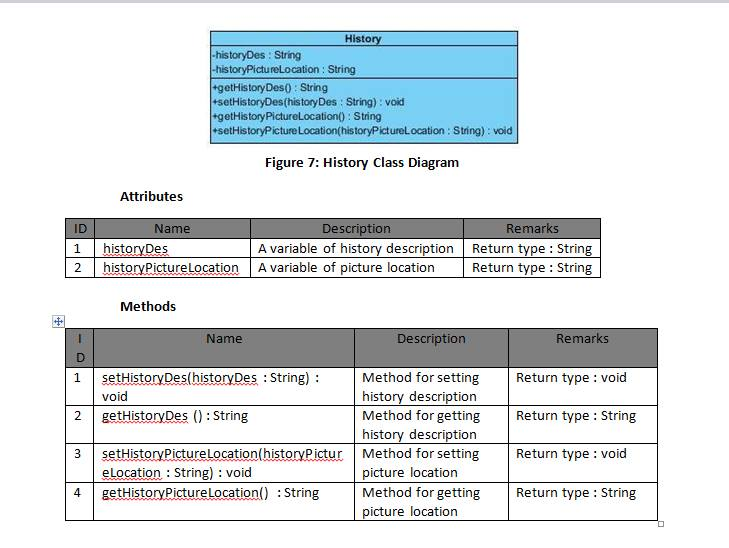 History
-historyDes : String
-historyPictureLocation : String
+getHistoryDes() : String
+setHistoryDes(historyDes : String) : void
+getHistoryPictureLocation() : String
+setHistoryPictureLocation(historyPictureLocation : String) : void
Figure 7: History Class Diagram
Attributes
ID Name Description Remarks
1 historyDes A variable of history description Return type : String
2 historyPictureLocation A variable of picture location Return type : String
Methods
I Name Description Remarks
D
1 setHistoryDes(historyDes : String) : Method for setting Return type : void
void history description
2 getHistoryDes () : String Method for getting Return type : String
history description
3 setHistoryPictureLocation(historyPictur Method for setting Return type : void
eLocation : String) : void picture location
4 getHistoryPictureLocation() : String Method for getting Return type : String
picture location